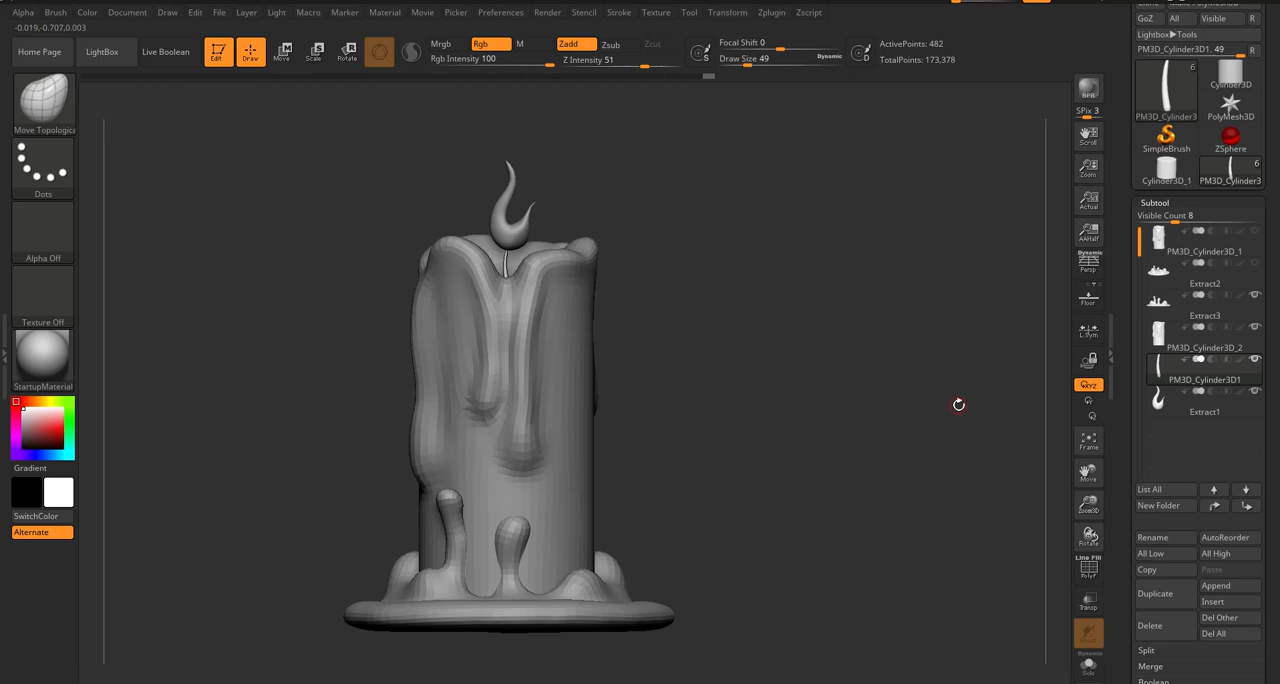 Alpha Brush Color Document Draw Edit File Layer Light Macro Marker Material Movie Picker Preferences Render Stencil Stroke Texture Tool Transform Zplugin Zscript
-0.019,-0.707,0.003
Home Page
LightBox
Live Boolean
Edit
Draw
Move
Scale
Rotate
Mrgb
Rgb
M
Rgb Intensity 100
Zadd
Zsub
Zcut
Z Intensity 51
S
Focal Shift 0
Draw Size 49
Dynamic
D
ActivePoints: 482
TotalPoints: 173,378
Move Topologica
Dots
Alpha Off
Texture Off
StartupMaterial
Gradient
SwitchColor
Alternate
BPR
SPix 3
Scroll
Zoom
Actual
AAHalf
Dynamic
Persp
Floor
L.Sym
XYZ
Y
Z
Frame
Move
Zoom3D
Rotate
Line Fill
PolyF
Transp
Dynamic
Solo
GoZ
All
Visible
R
Lightbox▶Tools
PM3D_Cylinder3D1. 49
R
6
PM3D_Cylinder3
Cylinder3D
PolyMesh3D
SimpleBrush
ZSphere
Cylinder3D_1
6
PM3D_Cylinder3
Subtool
Visible Count 8
PM3D_Cylinder3D_1
Extract2
Extract3
PM3D_Cylinder3D_2
PM3D_Cylinder3D1
Extract1
List All
New Folder
Rename
AutoReorder
All Low
All High
Copy
Paste
Duplicate
Append
Insert
Delete
Del Other
Del All
Split
Merge
Boolean